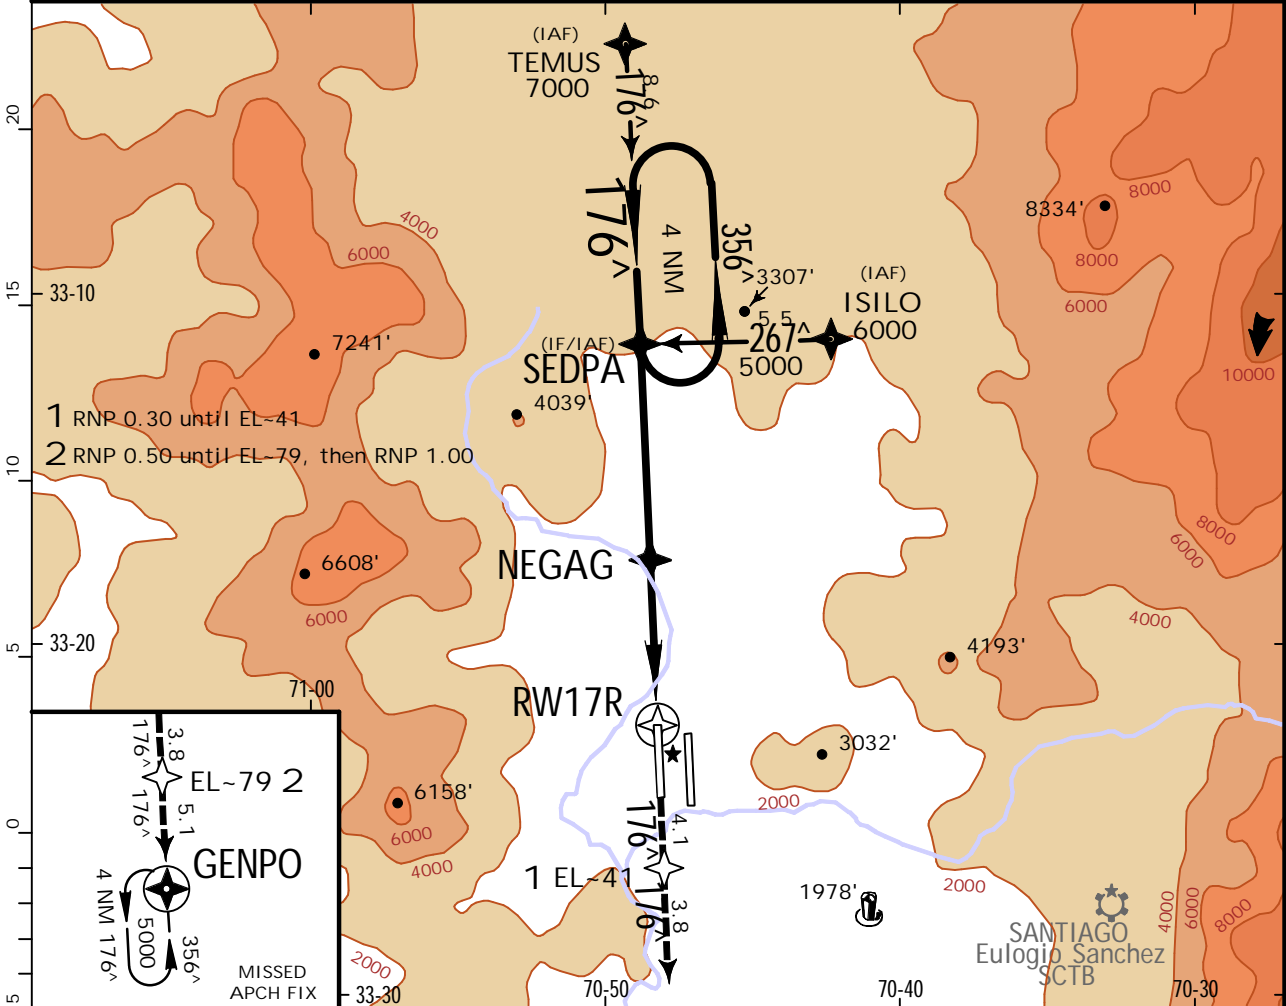 (IAF)
TEMUS
7000
176^
8.6
20
8000
8334'
4000
6000
8000
6000
176^
4 NM
356^
3307'
(IAF)
ISILO
6000
15
33-10
5.5
267^
5000
(IF/IAF)
SEDPA
7241'
10000
4039'
1 RNP 0.30 until EL~41
2 RNP 0.50 until EL~79, then RNP 1.00
10
8000
6000
NEGAG
6608'
6000
4000
5
33-20
4193'
71-00
RW17R
3032'
2000
3.8
176^
EL~79 2
176^
5.1
GENPO
4 NM 176^
5000
356^
MISSED
APCH FIX
6158'
6000
4000
0
176^
4.1
1 EL~41
176^
3.8
1978'
2000
4000
6000
8000
SANTIAGO
Eulogio Sanchez
SCTB
2000
5
33-30
70-50
70-40
70-30